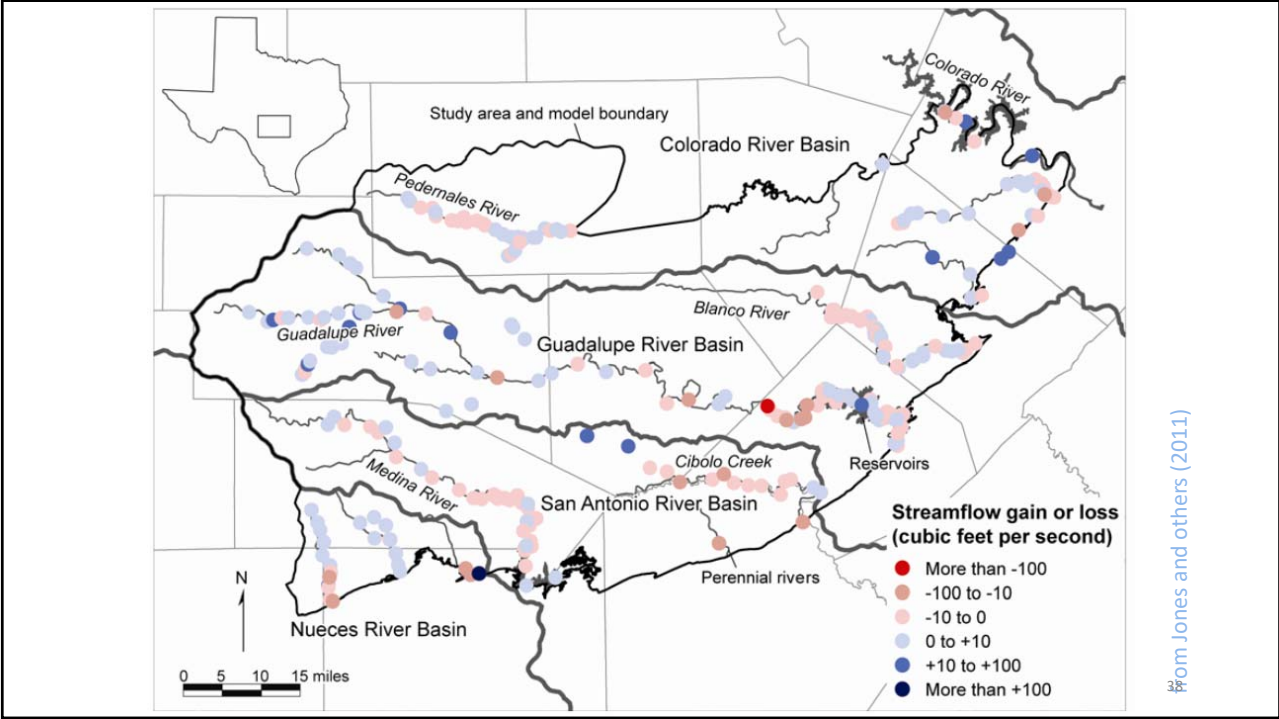 Colorado River
Study area and model boundary
Colorado River Basin
Pedernales River
Blanco River
Guadalupe River
Guadalupe River Basin
Cibolo Creek
Reservoirs
Medina River
San Antonio River Basin
Perennial rivers
Nueces River Basin
N
0 5 10 15 miles
Streamflow gain or loss
(cubic feet per second)
More than -100
-100 to -10
-10 to 0
0 to +10
+10 to +100
More than +100
from Jones and others (2011)
38